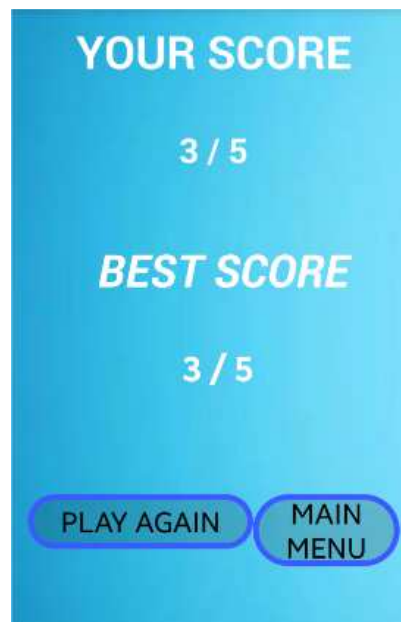 YOUR SCORE
3 / 5
BEST SCORE
3 / 5
PLAY AGAIN
MAIN
MENU